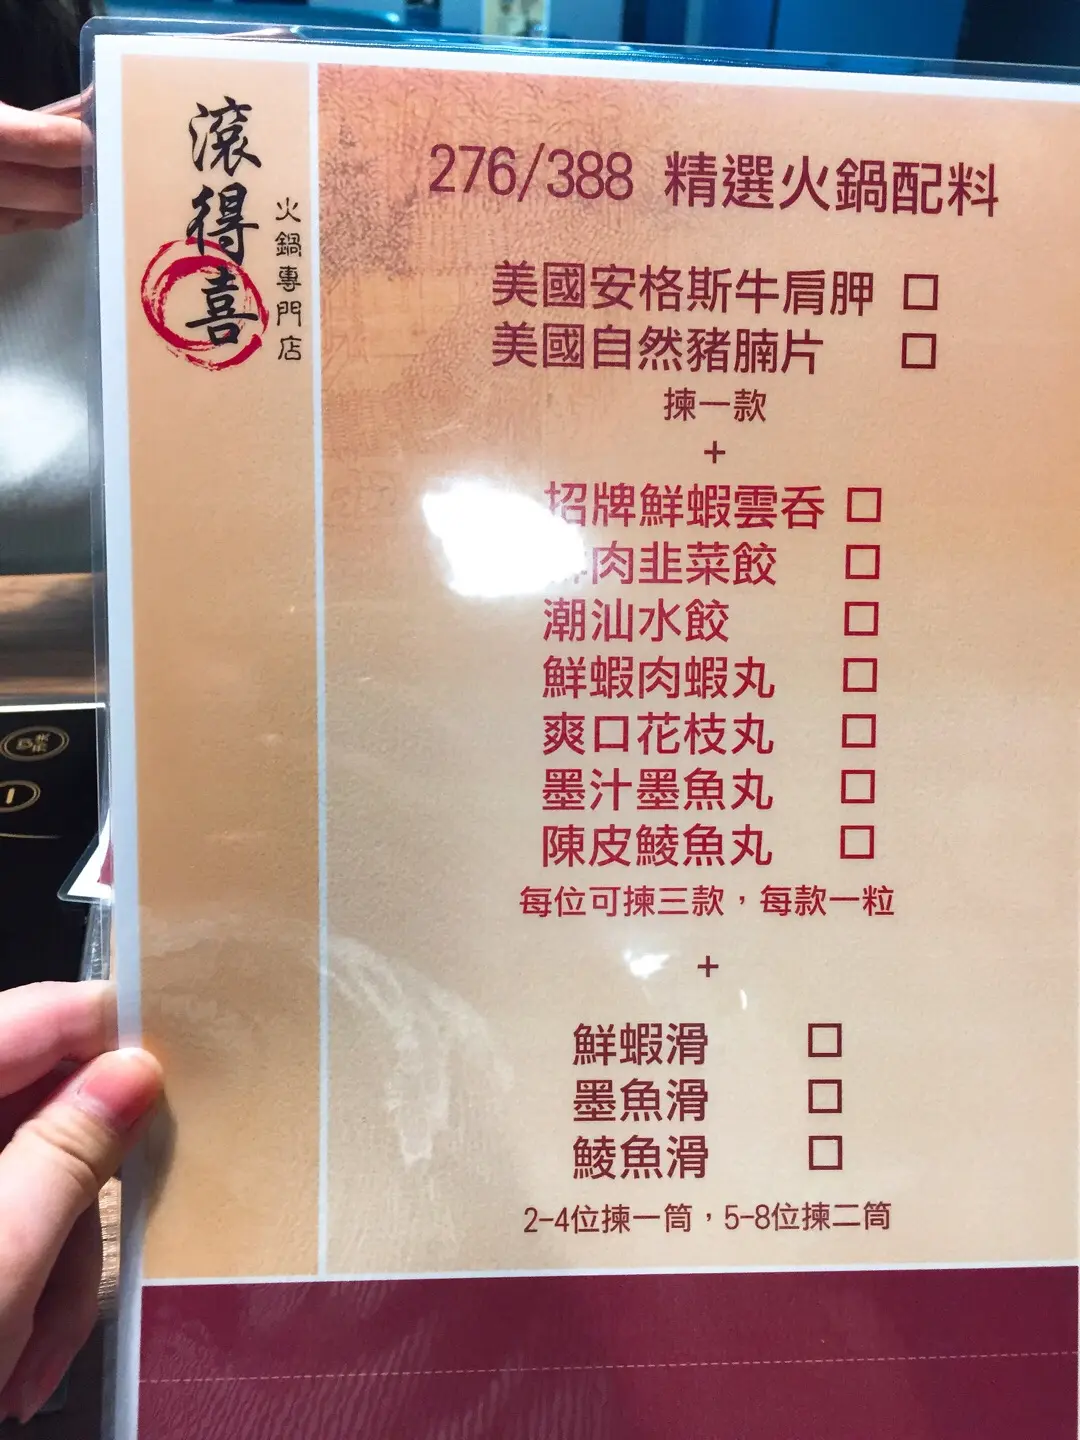 滾得喜
火鍋專門店
276/388 精選火鍋配料
美國安格斯牛肩胛 □
美國自然豬腩片 □
揀一款
+
招牌鮮蝦雲吞 □
肉韭菜餃 □
潮汕水餃 □
鮮蝦肉蝦丸 □
爽口花枝丸 □
墨汁墨魚丸 □
陳皮鯪魚丸 □
每位可揀三款，每款一粒
+
鮮蝦滑 □
墨魚滑 □
鯪魚滑 □
2-4位揀一筒，5-8位揀二筒